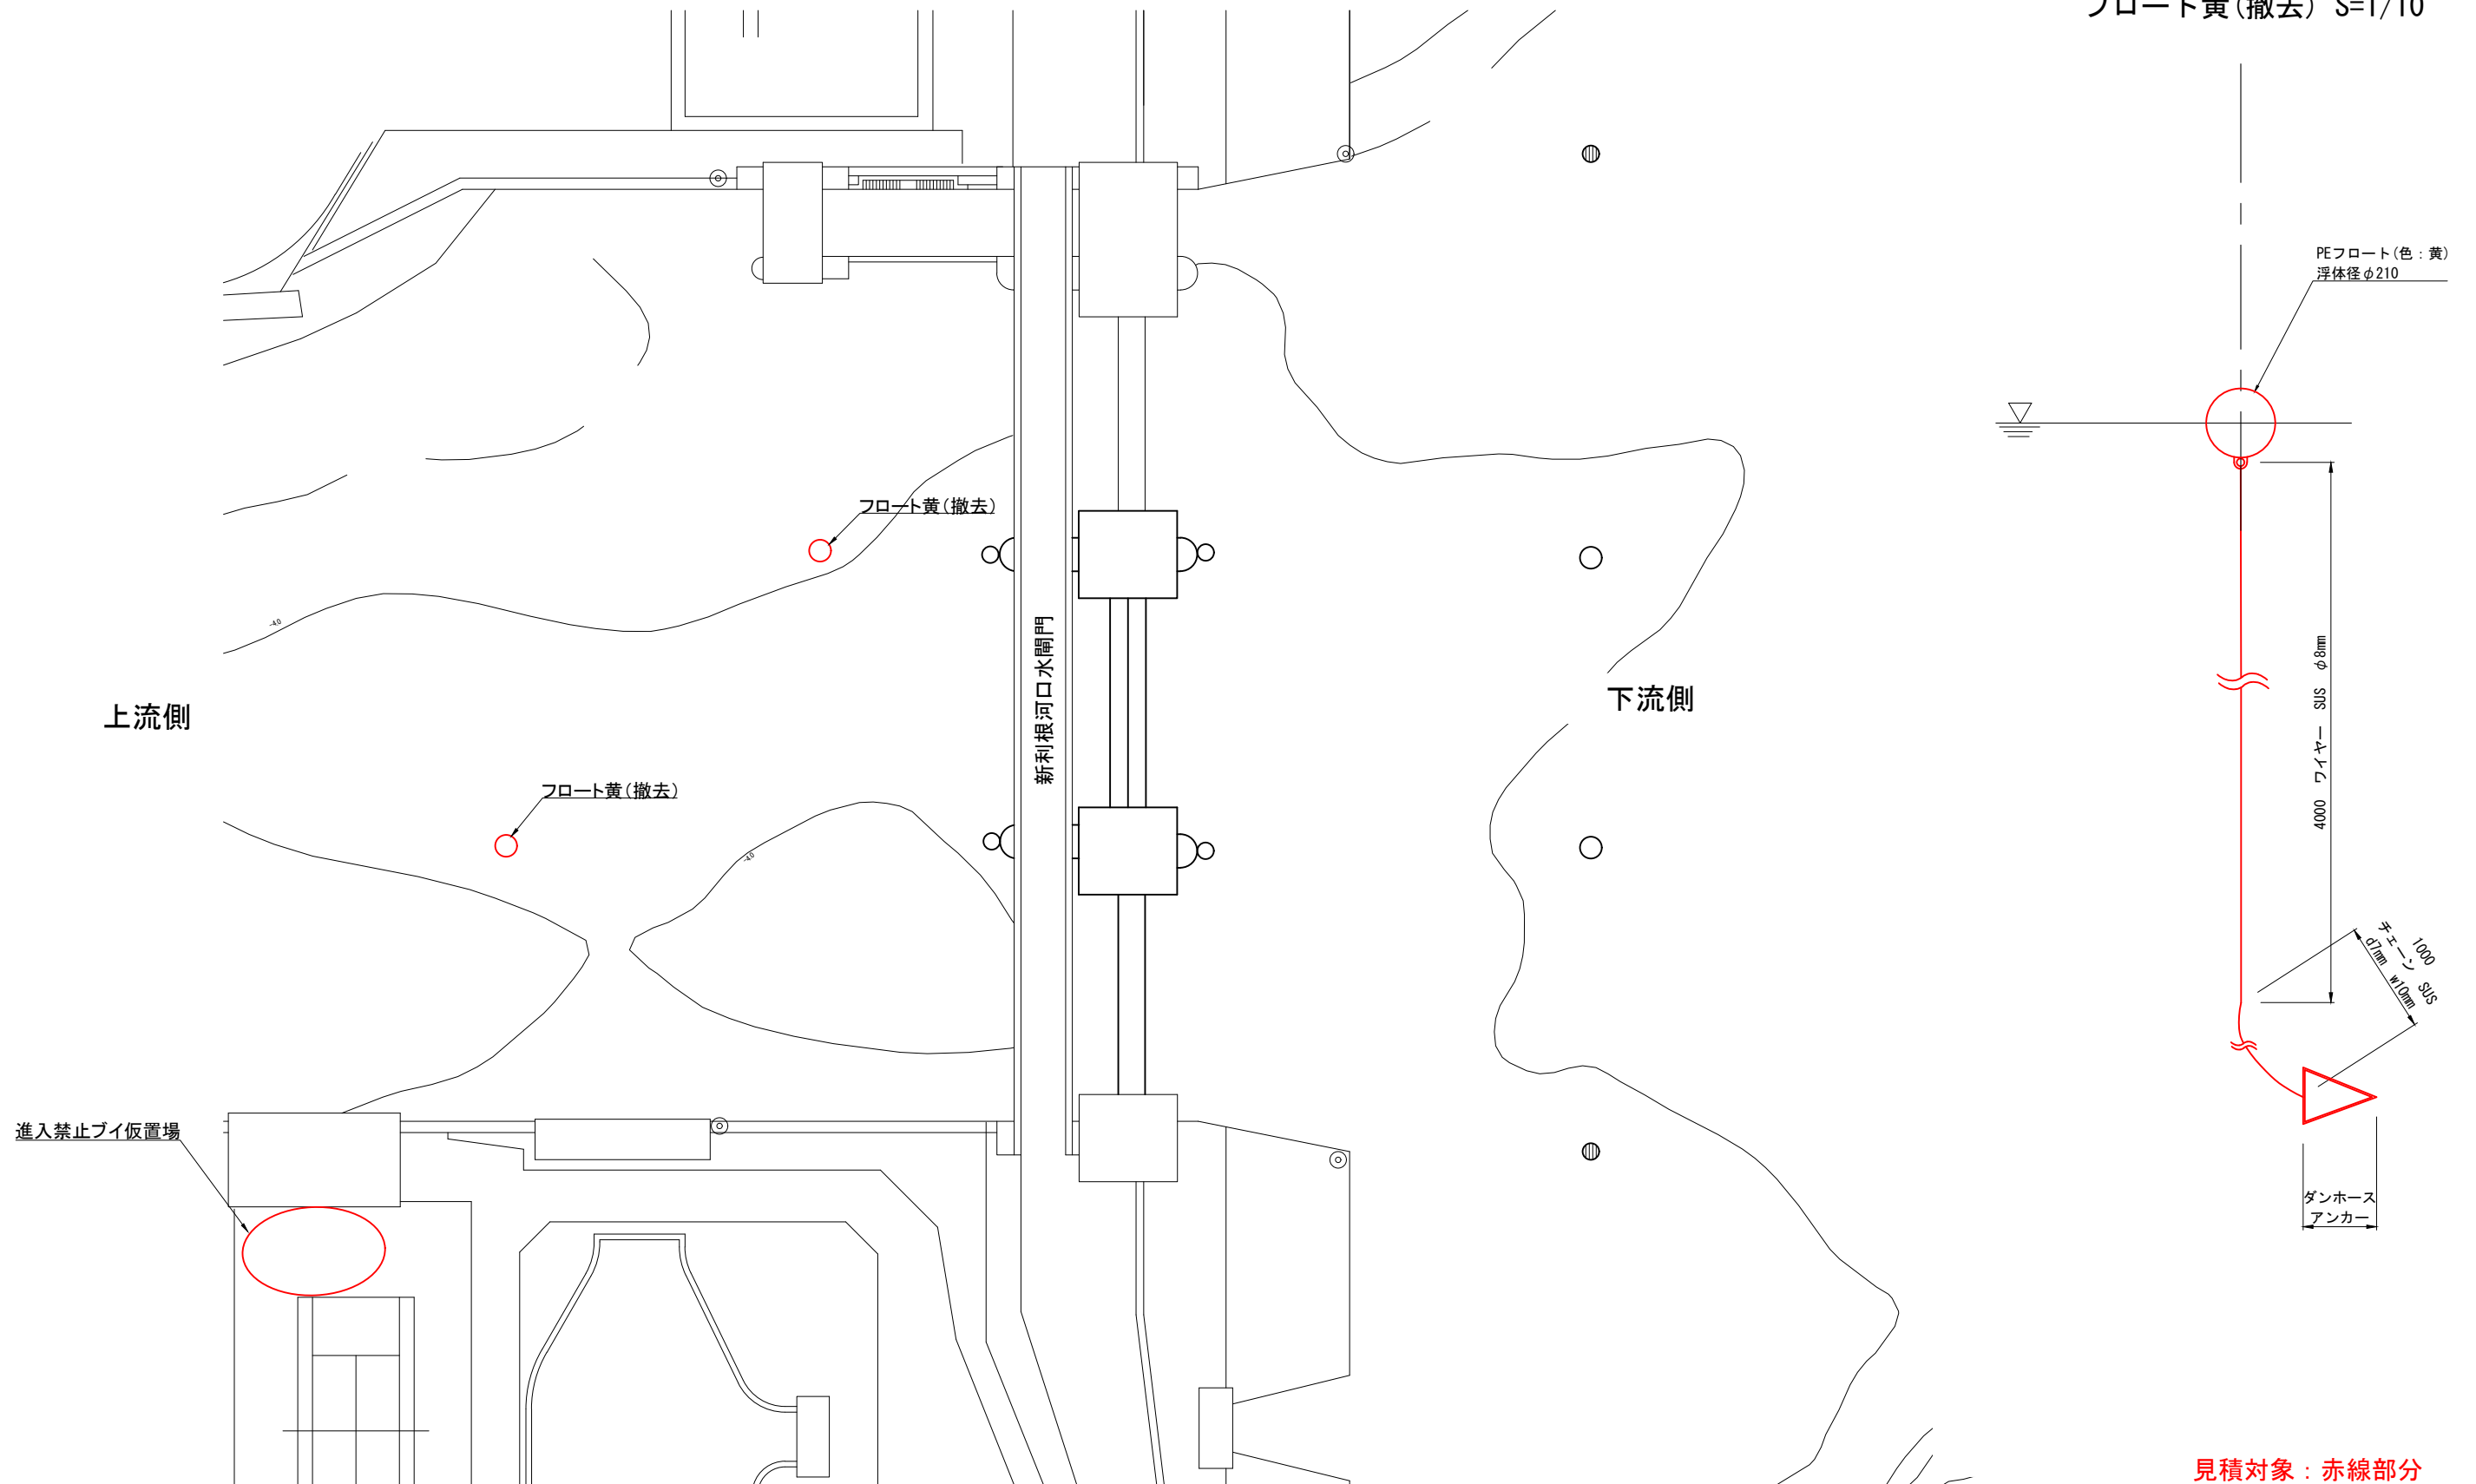 フロート黄(撤去) S=1/10
PEフロート(色：黄)
浮体径φ210
フロート黄(撤去)
-4.0
新利根河口水閘門
4000 ワイヤー SUS φ8mm
上流側
下流側
フロート黄(撤去)
-4.0
1000
チェーン SUS
d7mm w10mm
進入禁止ブイ仮置場
ダンホース
アンカー
見積対象：赤線部分